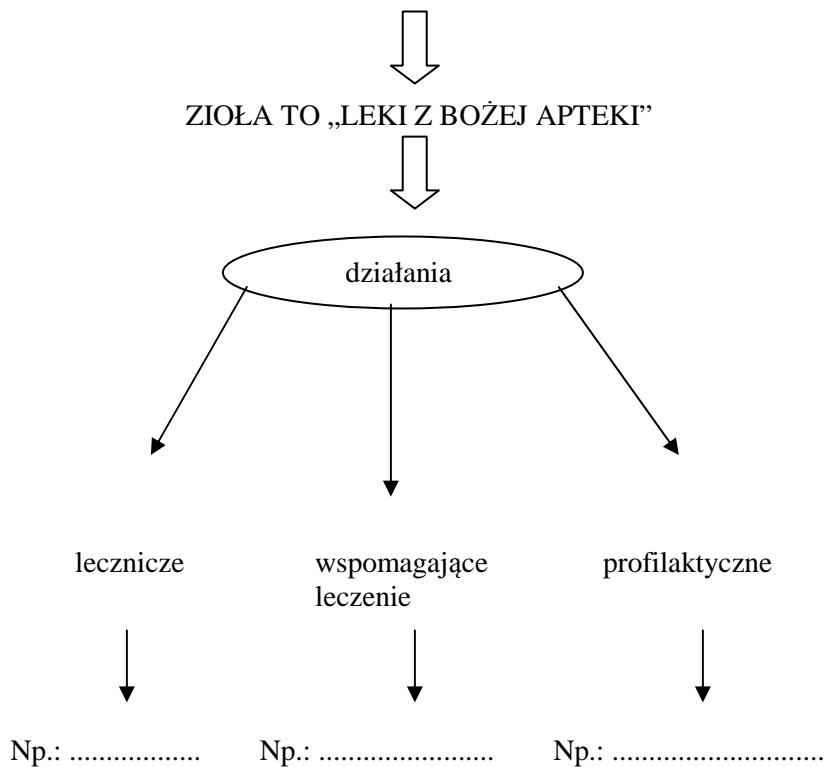 ZIOŁA TO „LEKI Z BOŻEJ APTEKI”
działania
lecznicze
wspomagające
leczenie
profilaktyczne
Np.: ..................
Np.: ........................
Np.: .............................